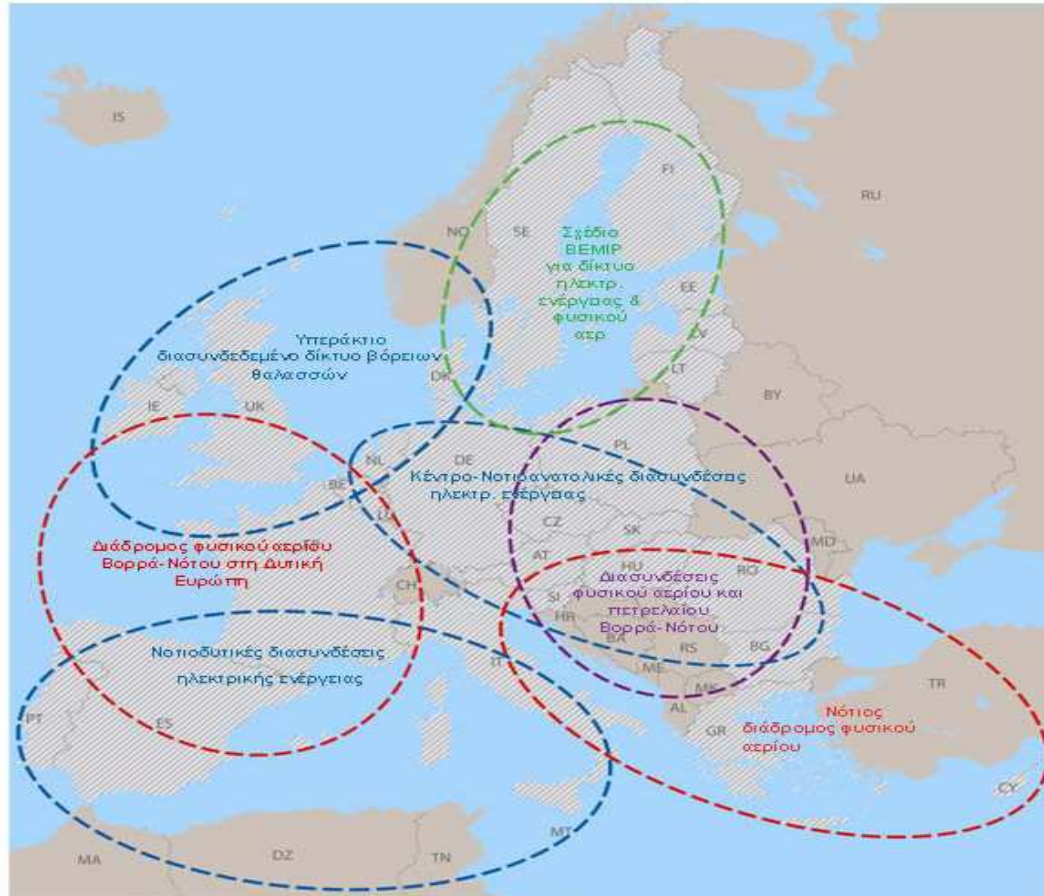 IS
RU
FI
NO
SE
Σχέδιο
BEMIP
για δίκτυο
ηλεκτρ.
ενέργειας &
φυσικού
αερ
EE
LV
LT
DK
Υπεράκτιο
διασυνδεδεμένο δίκτυο βόρειων
θαλασσών
BY
IE
UK
NL
DE
PL
UA
BE
Κέντρο-Νοτιοανατολικές διασυνδέσεις
ηλεκτρ. ενέργειας
LU
CZ
SK
MD
FR
Διάδρομος φυσικού αερίου
Βορρά-Νότου στη Δυτική
Ευρώπη
AT
HU
RO
CH
SI
HR
Διασυνδέσεις
φυσικού αερίου και
πετρελαίου
Βορρά-Νότου
BA
RS
BG
Νοτιοδυτικές διασυνδέσεις
ηλεκτρικής ενέργειας
IT
ME
MK
TR
PT
ES
AL
GR
Νότιος
διάδρομος φυσικού
αερίου
CY
MT
MA
DZ
TN